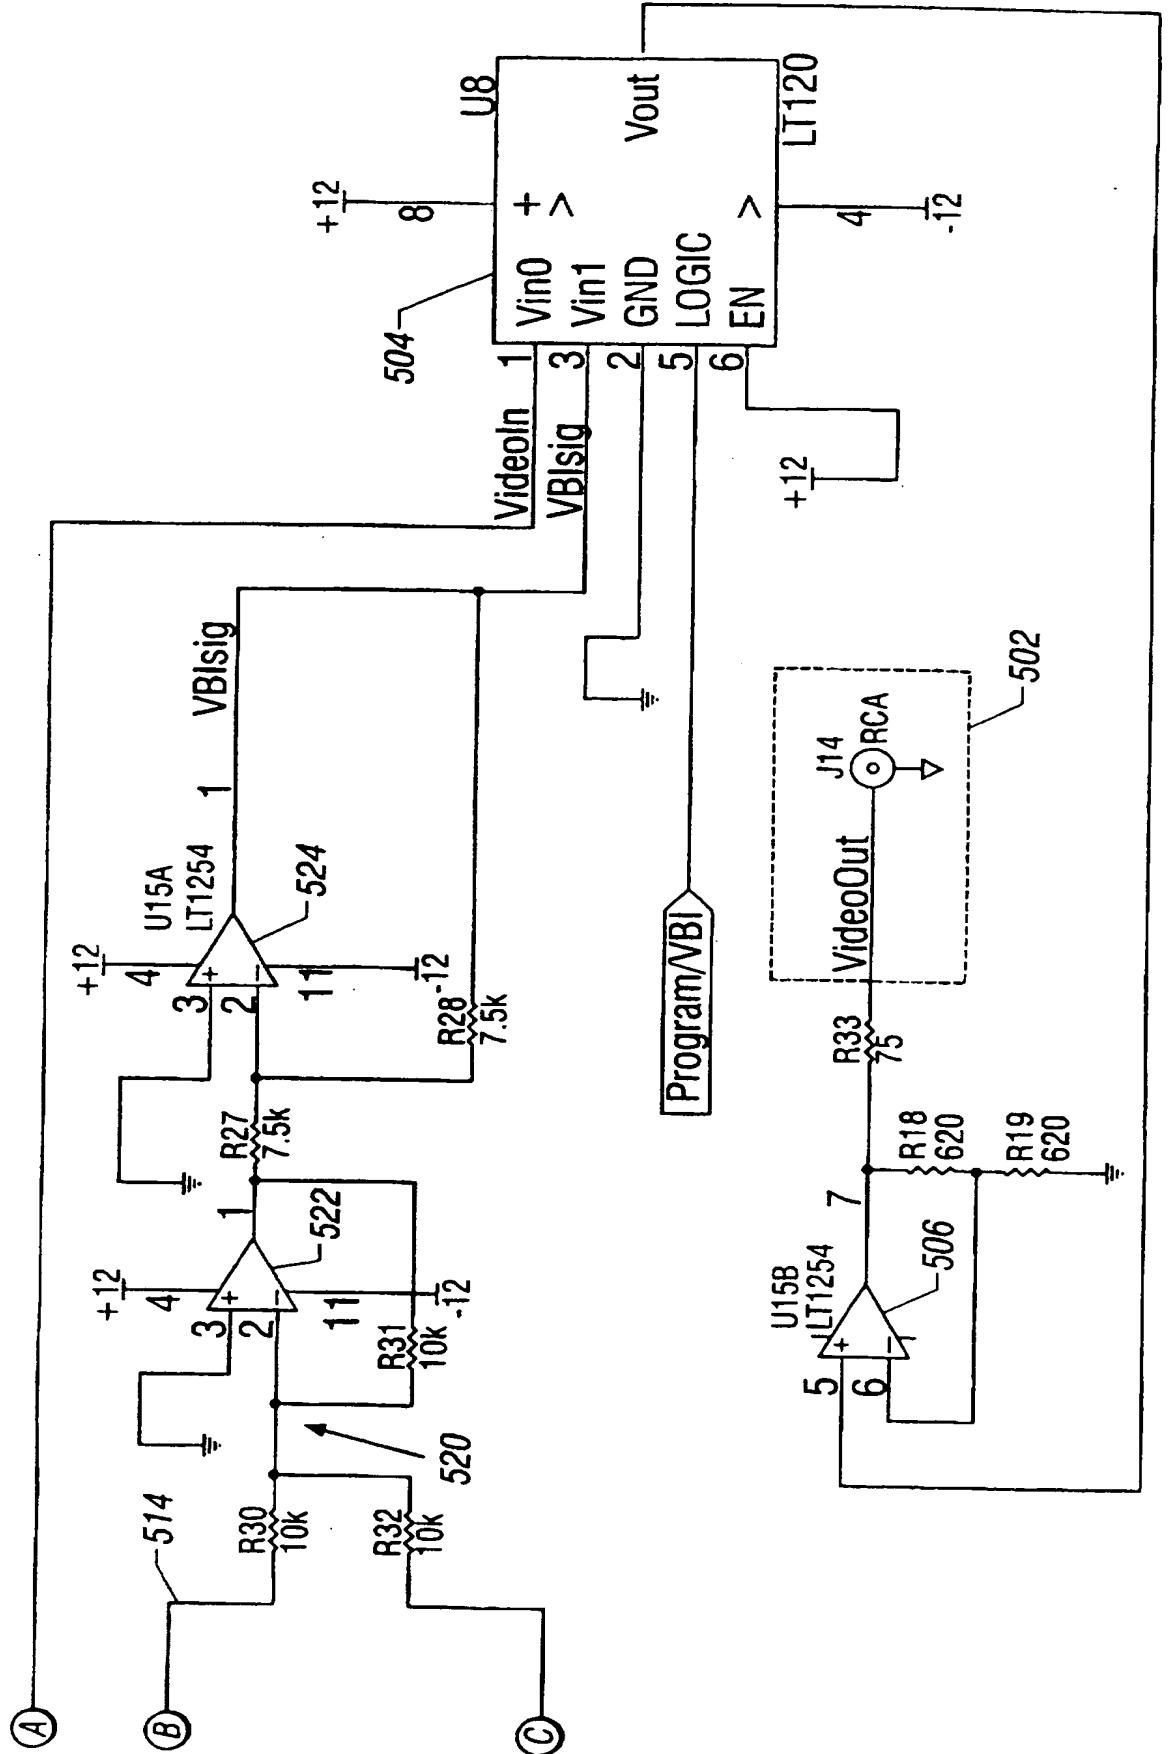 A
B
C
514
R30
10k
R32
10k
520
+12
4
3
2
+
−
11
-12
1
522
R31
10k
R27
7.5k
+12
4
U15A
LT1254
3
2
+
−
11
-12
1
524
R28
7.5k
VBIsig
VideoIn
VBIsig
504
+12
8
U8
1
3
2
5
6
Vin0
Vin1
GND
LOGIC
EN
+
>
>
Vout
LT120
4
-12
+12
Program/VBI
U15B
LT1254
5
6
+
−
7
506
R33
75
R18
620
R19
620
VideoOut
J14
RCA
502